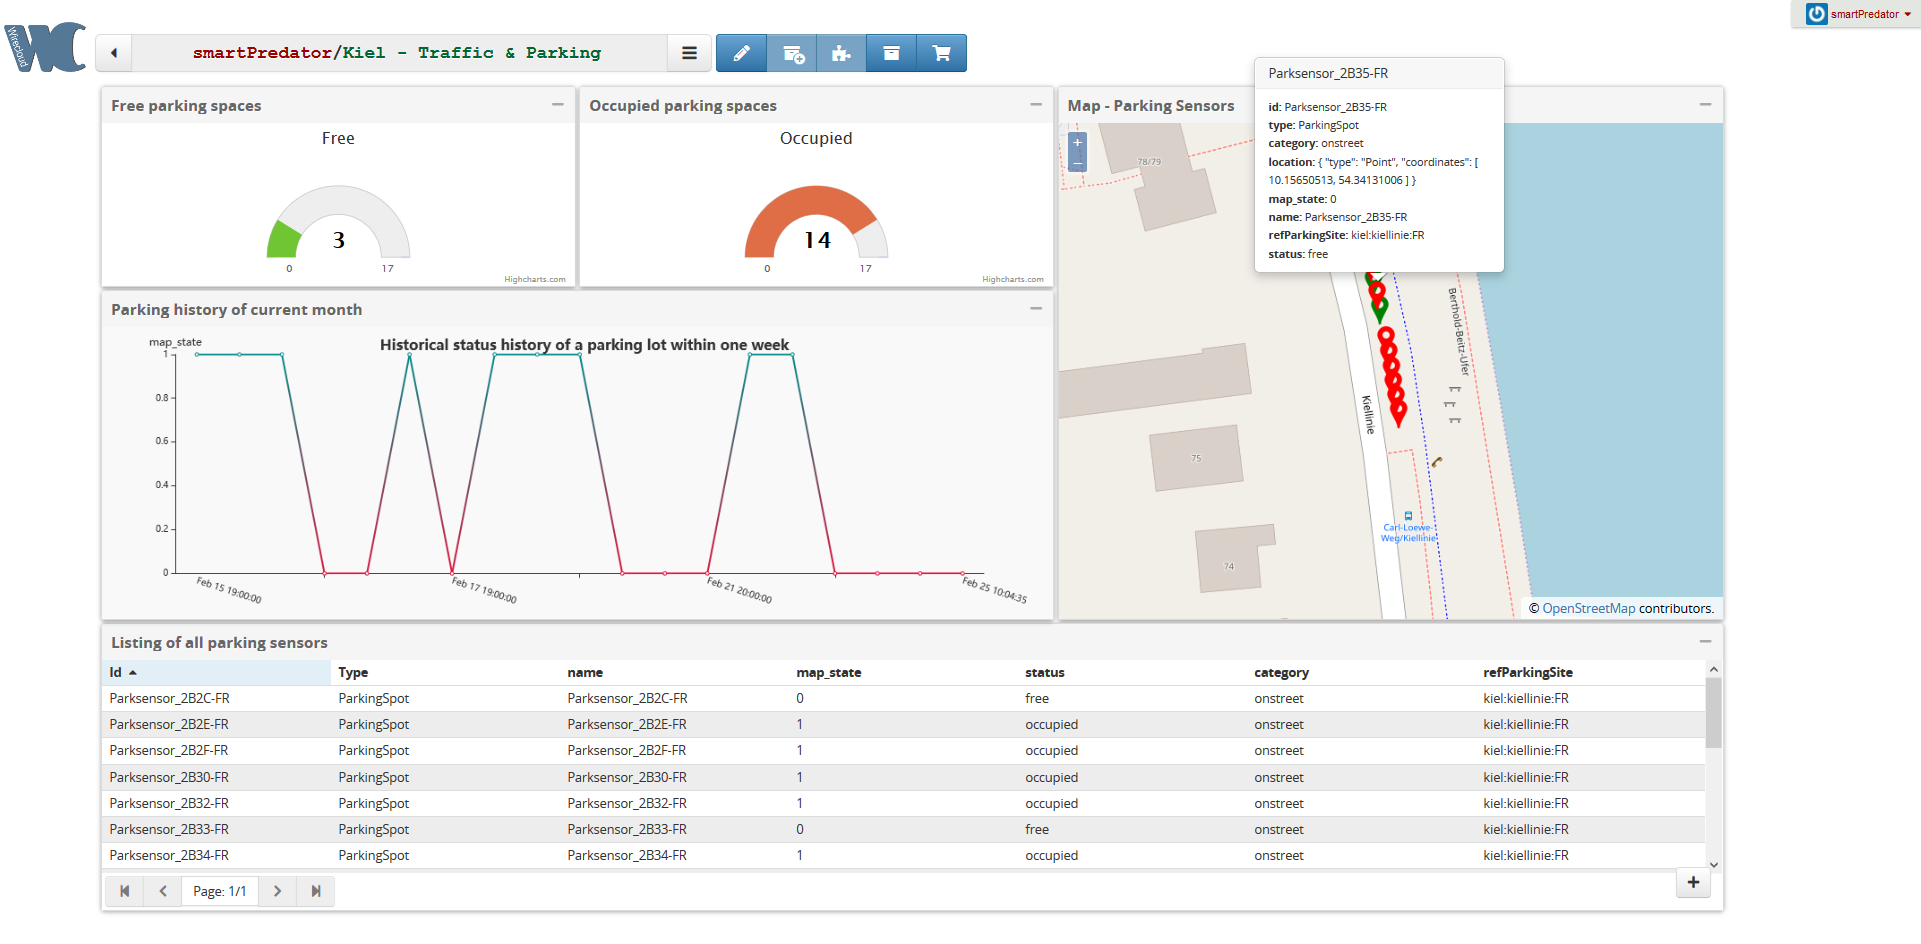 smartPredator
WC
Wirecloud
smartPredator/Kiel - Traffic & Parking
Free parking spaces
Free
3
0
17
Highcharts.com
Occupied parking spaces
Occupied
14
0
17
Highcharts.com
Map - Parking Sensors
+
−
78/79
Parksensor_2B35-FR
id: Parksensor_2B35-FR
type: ParkingSpot
category: onstreet
location: { "type": "Point", "coordinates": [
10.15650513, 54.34131006 ] }
map_state: 0
name: Parksensor_2B35-FR
refParkingSite: kiel:kiellinie:FR
status: free
Berthold-Beitz-Ufer
Kiellinie
75
Carl-Loewe-
Weg/Kiellinie
74
© OpenStreetMap contributors.
Parking history of current month
Historical status history of a parking lot within one week
map_state
1
0.8
0.6
0.4
0.2
0
Feb 15 19:00:00
Feb 17 19:00:00
Feb 21 20:00:00
Feb 25 10:04:35
Listing of all parking sensors
Id Type name map_state status category refParkingSite
Parksensor_2B2C-FR ParkingSpot Parksensor_2B2C-FR 0 free onstreet kiel:kiellinie:FR
Parksensor_2B2E-FR ParkingSpot Parksensor_2B2E-FR 1 occupied onstreet kiel:kiellinie:FR
Parksensor_2B2F-FR ParkingSpot Parksensor_2B2F-FR 1 occupied onstreet kiel:kiellinie:FR
Parksensor_2B30-FR ParkingSpot Parksensor_2B30-FR 1 occupied onstreet kiel:kiellinie:FR
Parksensor_2B32-FR ParkingSpot Parksensor_2B32-FR 1 occupied onstreet kiel:kiellinie:FR
Parksensor_2B33-FR ParkingSpot Parksensor_2B33-FR 0 free onstreet kiel:kiellinie:FR
Parksensor_2B34-FR ParkingSpot Parksensor_2B34-FR 1 occupied onstreet kiel:kiellinie:FR
Page: 1/1
+